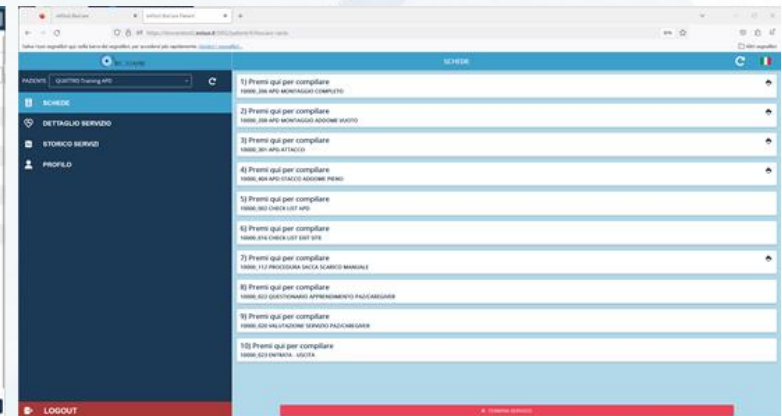 SCHEDE
PAZIENTE
QUATTRO Training APD
SCHEDE
DETTAGLIO SERVIZIO
STORICO SERVIZI
PROFILO
LOGOUT
1) Premi qui per compilare
10000_206 APD MONTAGGIO COMPLETO
2) Premi qui per compilare
10000_208 APD MONTAGGIO ADDOME VUOTO
3) Premi qui per compilare
10000_301 APD ATTACCO
4) Premi qui per compilare
10000_404 APD STACCO ADDOME PIENO
5) Premi qui per compilare
10000_002 CHECK LIST APD
6) Premi qui per compilare
10000_016 CHECK LIST EXIT SITE
7) Premi qui per compilare
10000_112 PROCEDURA SACCA SCARICO MANUALE
8) Premi qui per compilare
10000_022 QUESTIONARIO APPRENDIMENTO PAZ/CAREGIVER
9) Premi qui per compilare
10000_020 VALUTAZIONE SERVIZIO PAZ/CAREGIVER
10) Premi qui per compilare
10000_023 ENTRATA - USCITA
TERMINA SERVIZIO